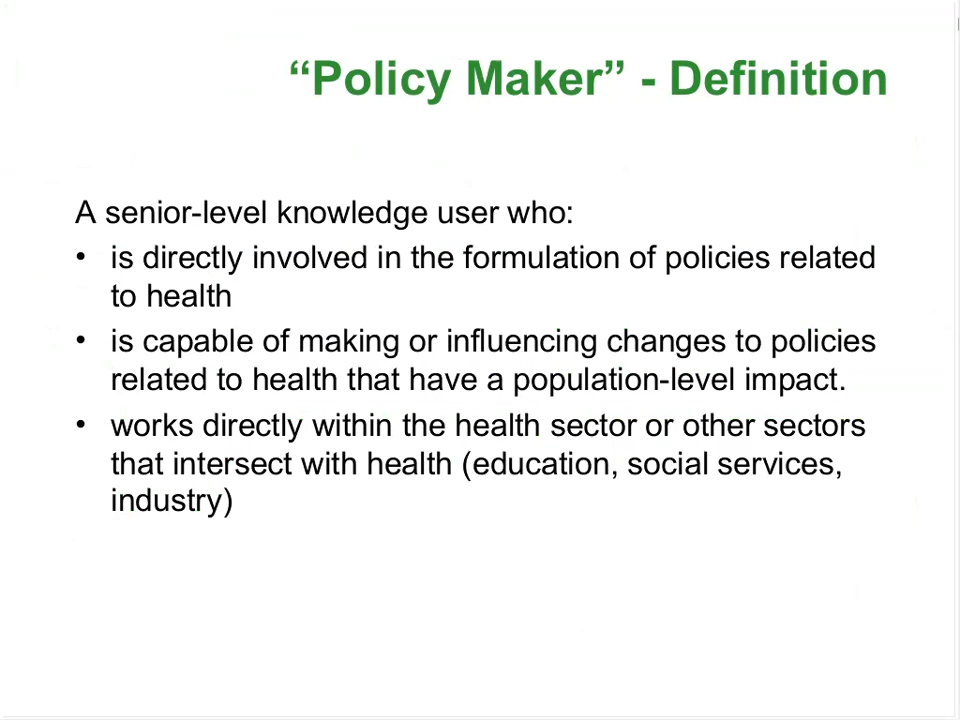 “Policy Maker” - Definition
A senior-level knowledge user who:
• is directly involved in the formulation of policies related
to health
• is capable of making or influencing changes to policies
related to health that have a population-level impact.
• works directly within the health sector or other sectors
that intersect with health (education, social services,
industry)